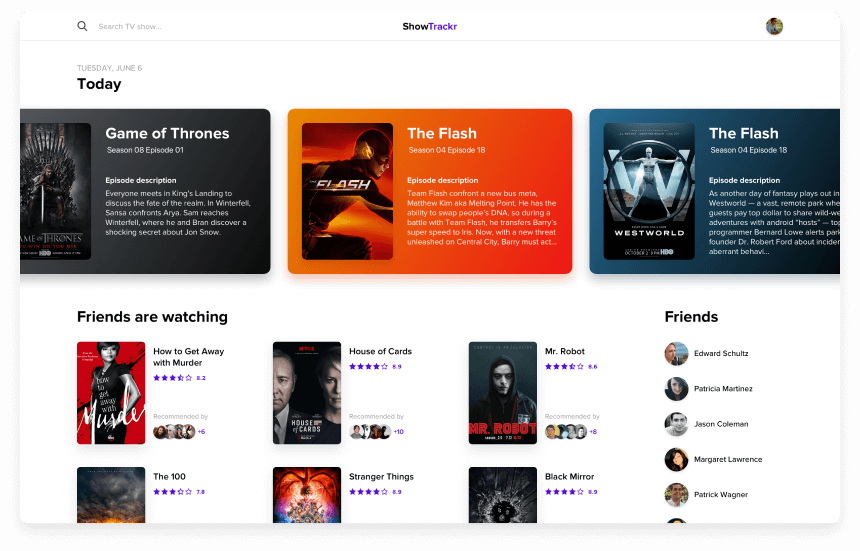 Search TV show...
ShowTrackr
TUESDAY, JUNE 6
Today
Game of Thrones
Season 08 Episode 01
Episode description
Everyone meets in King's Landing to
discuss the fate of the realm. In Winterfell,
Sansa confronts Arya. Sam reaches
Winterfell, where he and Bran discover a
shocking secret about Jon Snow.
AME OF THRONES
HBO
The Flash
Season 04 Episode 18
Episode description
Team Flash confront a new bus meta,
Matthew Kim aka Melting Point. He has the
ability to swap people's DNA, so during a
battle with Team Flash, he transfers Barry's
super speed to Iris. Now, with a new threat
unleashed on Central City, Barry must act...
FLASH
The Flash
Season 04 Episode 18
Episode description
As another day of fantasy plays out in
Westworld — a vast, remote park whe
guests pay top dollar to share wild-we
adventures with android "hosts" — top
programmer Bernard Lowe alerts park
founder Dr. Robert Ford about inciden
aberrant behavi...
WESTWORLD
HBO
Friends are watching
How to Get Away
with Murder
8.2
Recommended by
+6
how to
get away
with
Murder
House of Cards
8.9
Recommended by
+10
NETFLIX
HOUSE
of CARDS
Mr. Robot
8.6
Recommended by
+8
MR. ROBOT
The 100
7.8
Stranger Things
8.9
Black Mirror
8.9
Friends
Edward Schultz
Patricia Martinez
Jason Coleman
Margaret Lawrence
Patrick Wagner